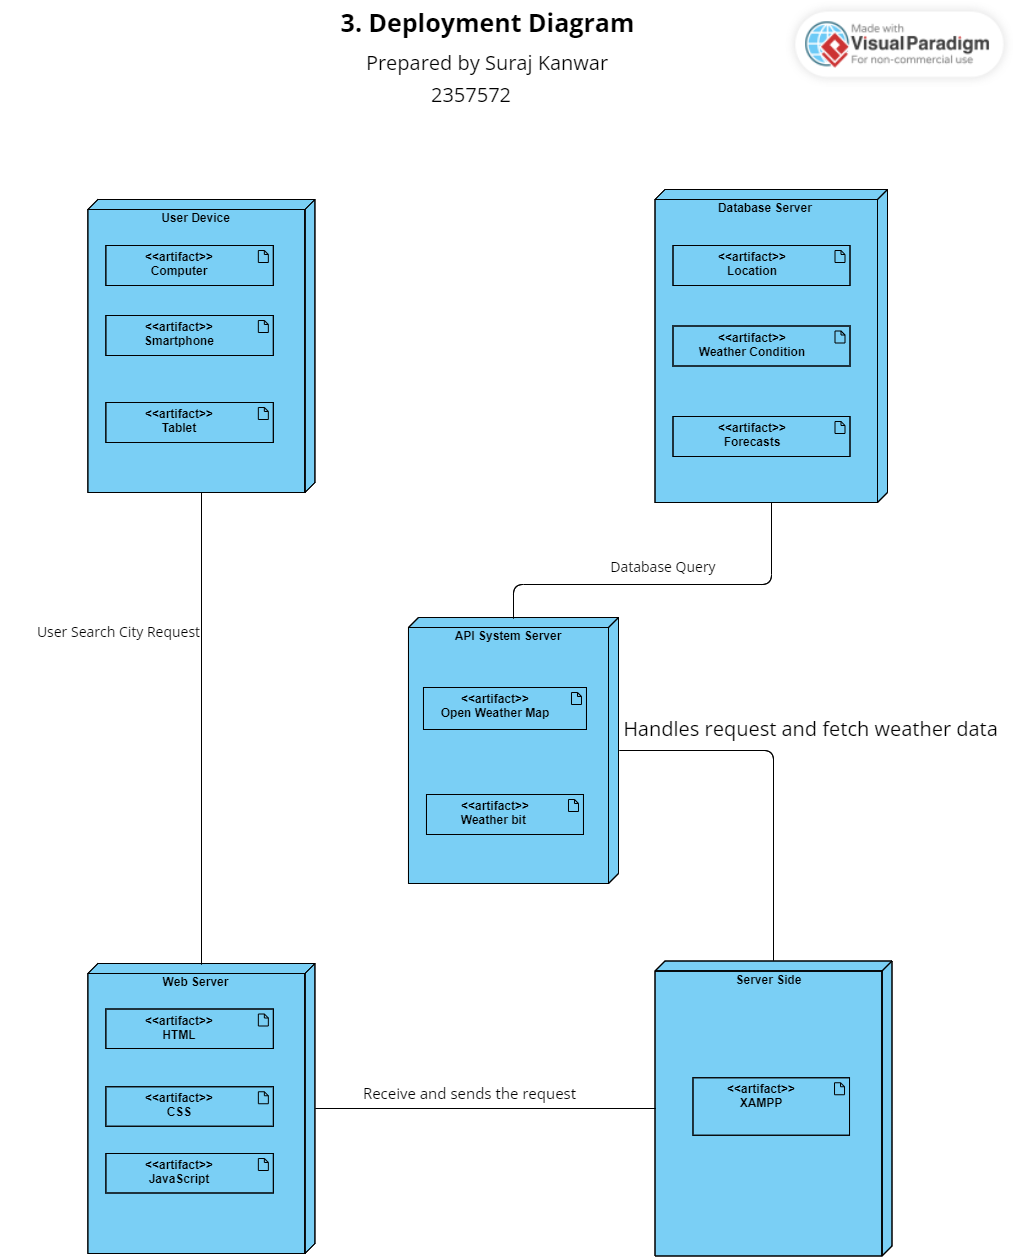 3. Deployment Diagram
Prepared by Suraj Kanwar
2357572
Made with
Visual Paradigm
For non-commercial use
User Device
<<artifact>>
Computer
<<artifact>>
Smartphone
<<artifact>>
Tablet
Database Server
<<artifact>>
Location
<<artifact>>
Weather Condition
<<artifact>>
Forecasts
Database Query
User Search City Request
API System Server
<<artifact>>
Open Weather Map
<<artifact>>
Weather bit
Handles request and fetch weather data
Web Server
<<artifact>>
HTML
<<artifact>>
CSS
<<artifact>>
JavaScript
Receive and sends the request
Server Side
<<artifact>>
XAMPP